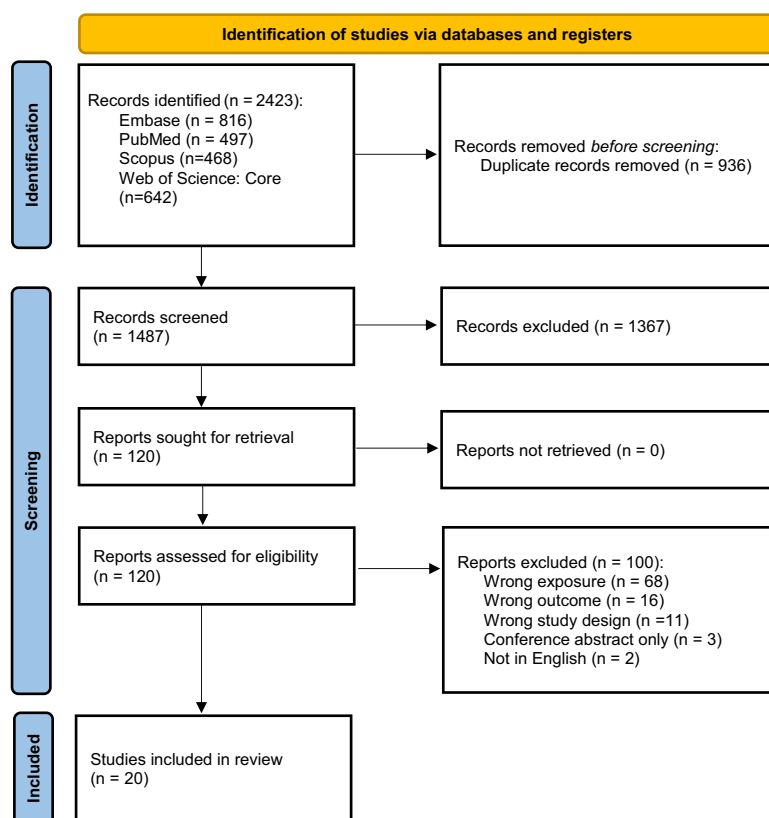 Identification of studies via databases and registers
Identification
Records identified (n = 2423):
Embase (n = 816)
PubMed (n = 497)
Scopus (n=468)
Web of Science: Core
(n=642)
Records removed before screening:
Duplicate records removed (n = 936)
Screening
Records screened
(n = 1487)
Records excluded (n = 1367)
Reports sought for retrieval
(n = 120)
Reports not retrieved (n = 0)
Reports assessed for eligibility
(n = 120)
Reports excluded (n = 100):
Wrong exposure (n = 68)
Wrong outcome (n = 16)
Wrong study design (n =11)
Conference abstract only (n = 3)
Not in English (n = 2)
Included
Studies included in review
(n = 20)